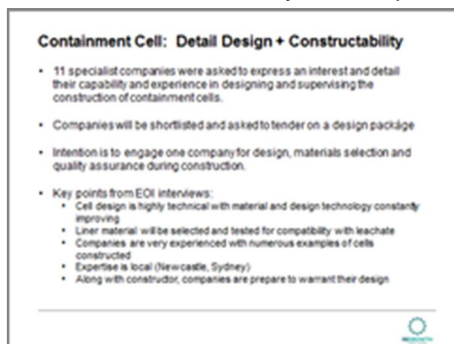 Containment Cell: Detail Design + Constructability
• 11 specialist companies were asked to express an interest and detail
their capability and experience in designing and supervising the
construction of containment cells.
• Companies will be shortlisted and asked to tender on a design package
• Intention is to engage one company for design, materials selection and
quality assurance during construction.
• Key points from EOI interviews:
• Cell design is highly technical with material and design technology constantly
improving
• Liner material will be selected and tested for compatibility with leachate
• Companies are very experienced with numerous examples of cells
constructed
• Expertise is local (Newcastle, Sydney)
• Along with constructor, companies are prepare to warrant their design